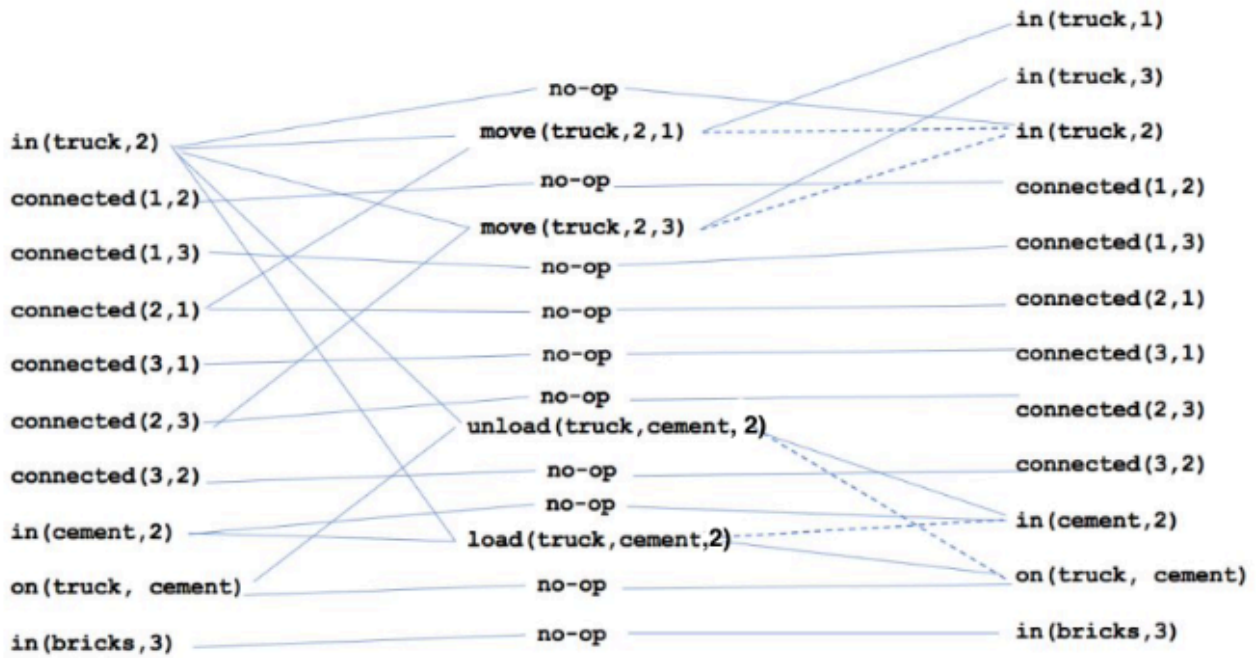 in(truck,2)
connected(1,2)
connected(1,3)
connected(2,1)
connected(3,1)
connected(2,3)
connected(3,2)
in(cement,2)
on(truck, cement)
in(bricks,3)
no-op
move(truck,2,1)
no-op
move(truck,2,3)
no-op
no-op
no-op
no-op
unload(truck,cement,2)
no-op
no-op
load(truck,cement,2)
no-op
no-op
in(truck,1)
in(truck,3)
in(truck,2)
connected(1,2)
connected(1,3)
connected(2,1)
connected(3,1)
connected(2,3)
connected(3,2)
in(cement,2)
on(truck, cement)
in(bricks,3)